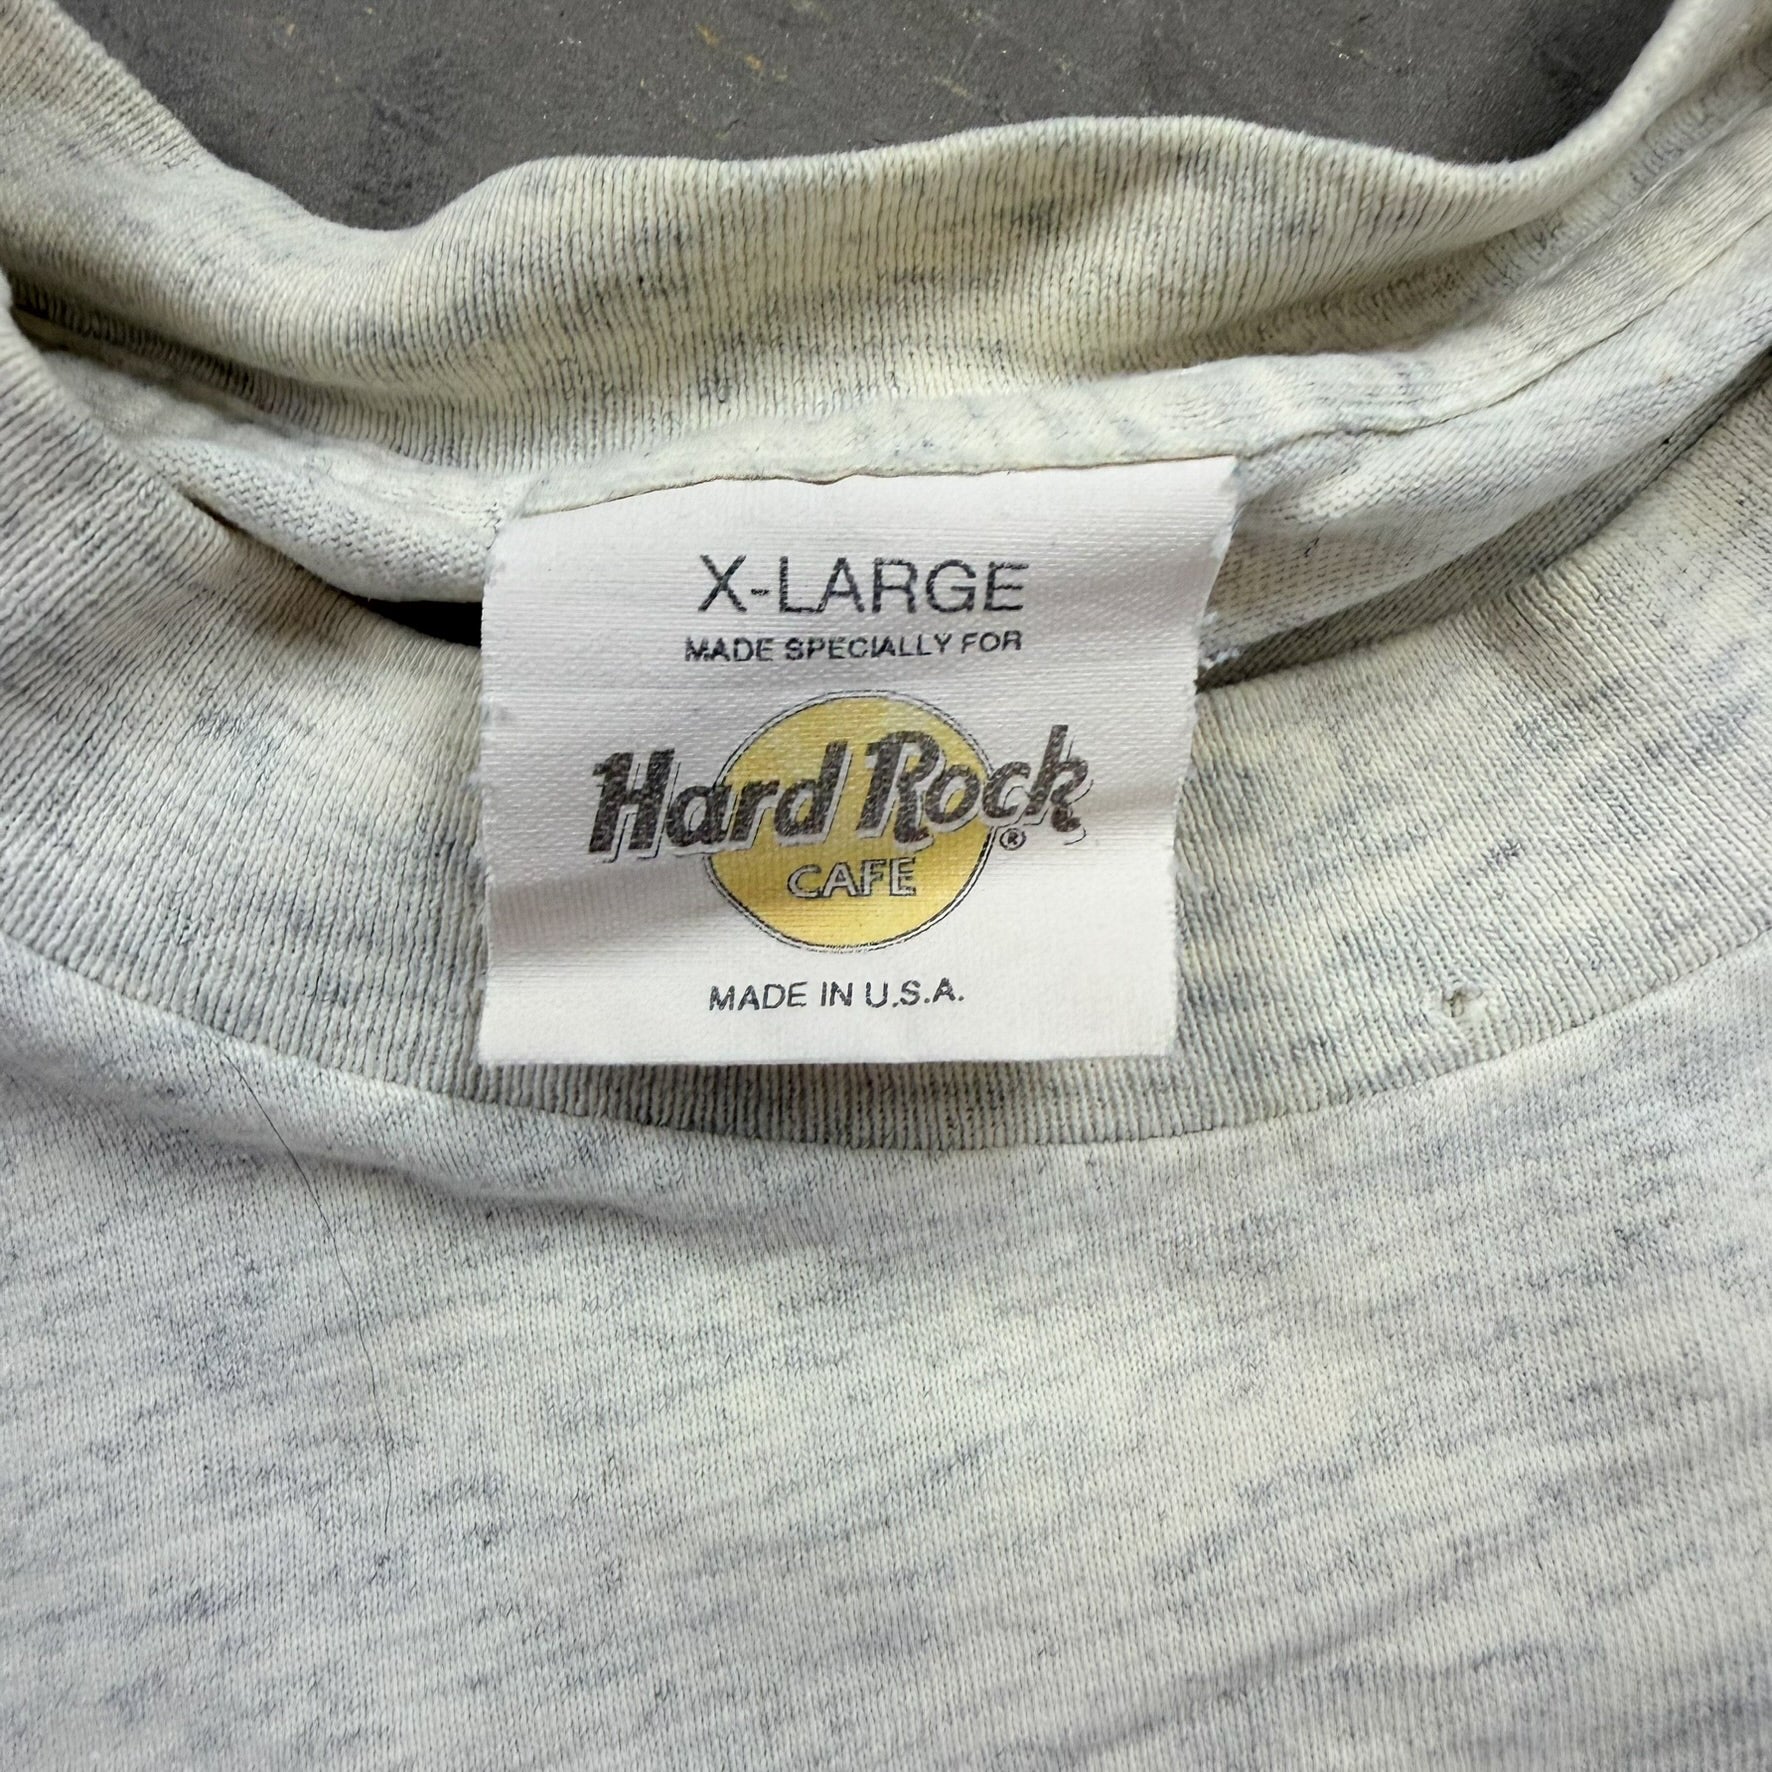 X-LARGE
MADE SPECIALLY FOR
Hard Rock ®
CAFE
MADE IN U.S.A.